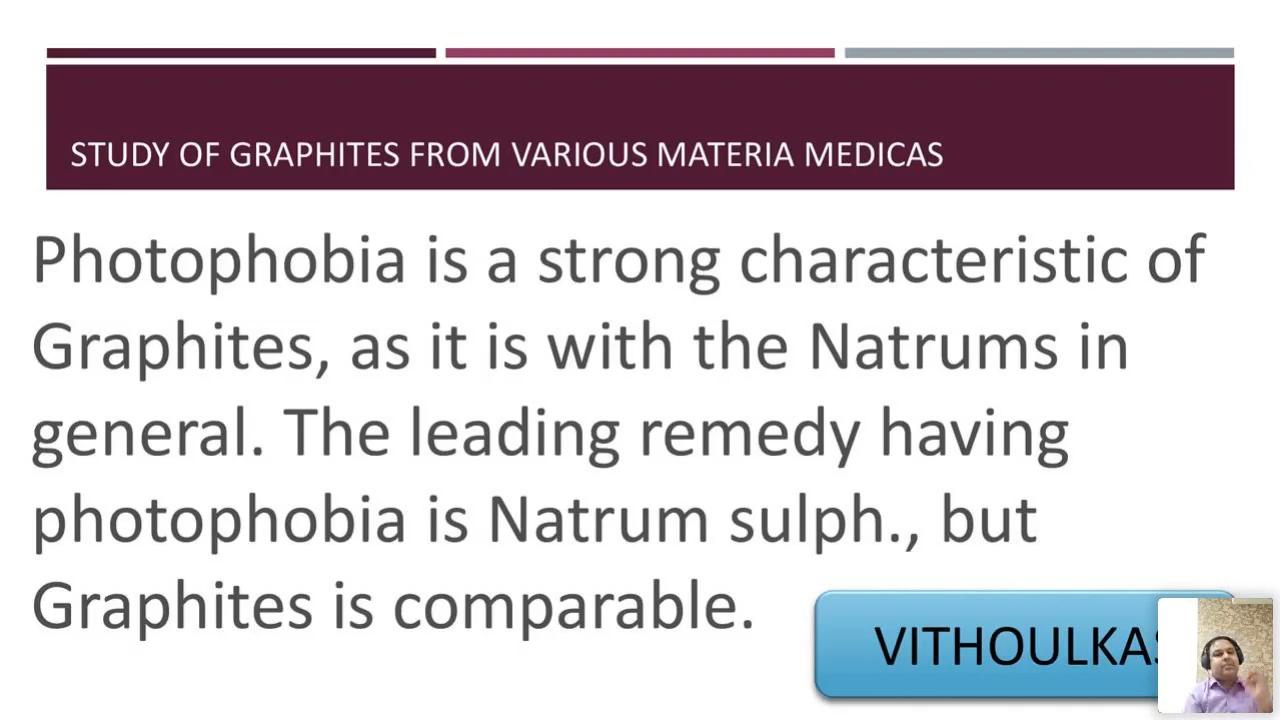 STUDY OF GRAPHITES FROM VARIOUS MATERIA MEDICAS
Photophobia is a strong characteristic of
Graphites, as it is with the Natrums in
general. The leading remedy having
photophobia is Natrum sulph., but
Graphites is comparable.
VITHOULKAS